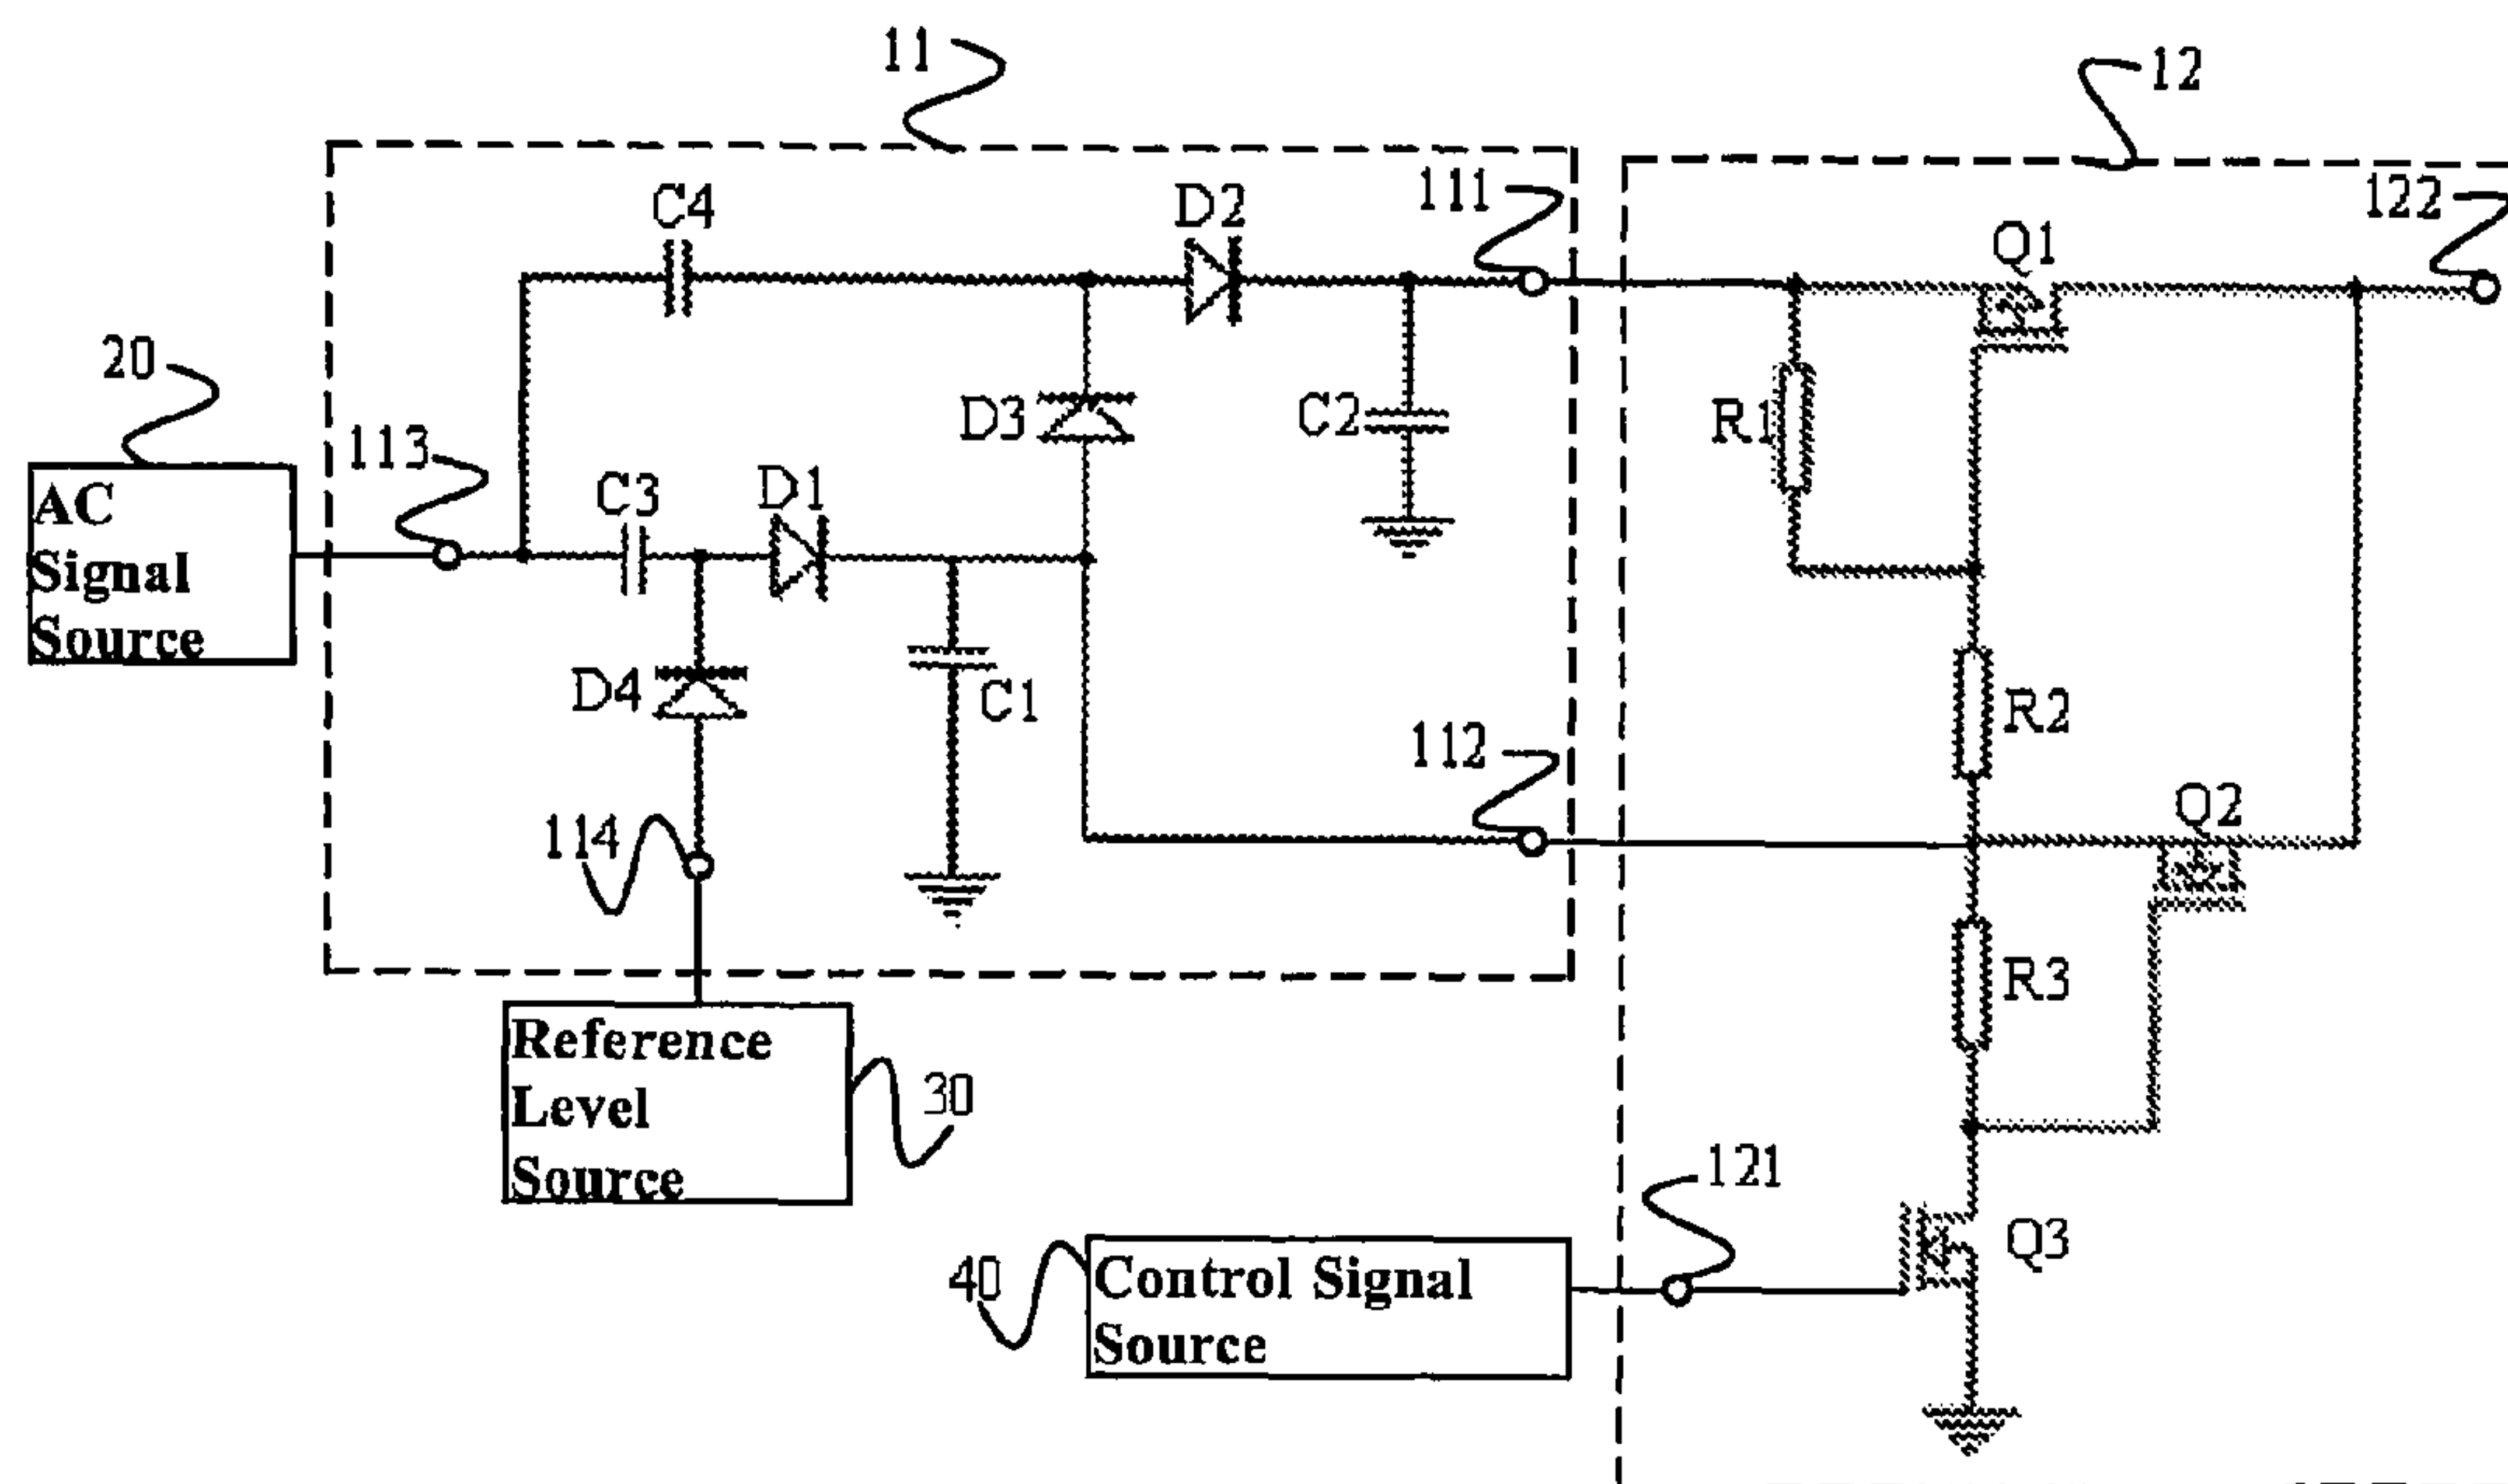 11
12
111
122
C4
D2
Q1
20
113
D3
C2
R1
AC
Signal
Source
C3
D1
D4
C1
R2
112
Q2
114
R3
Reference
Level
Source
30
121
40
Control Signal
Source
Q3